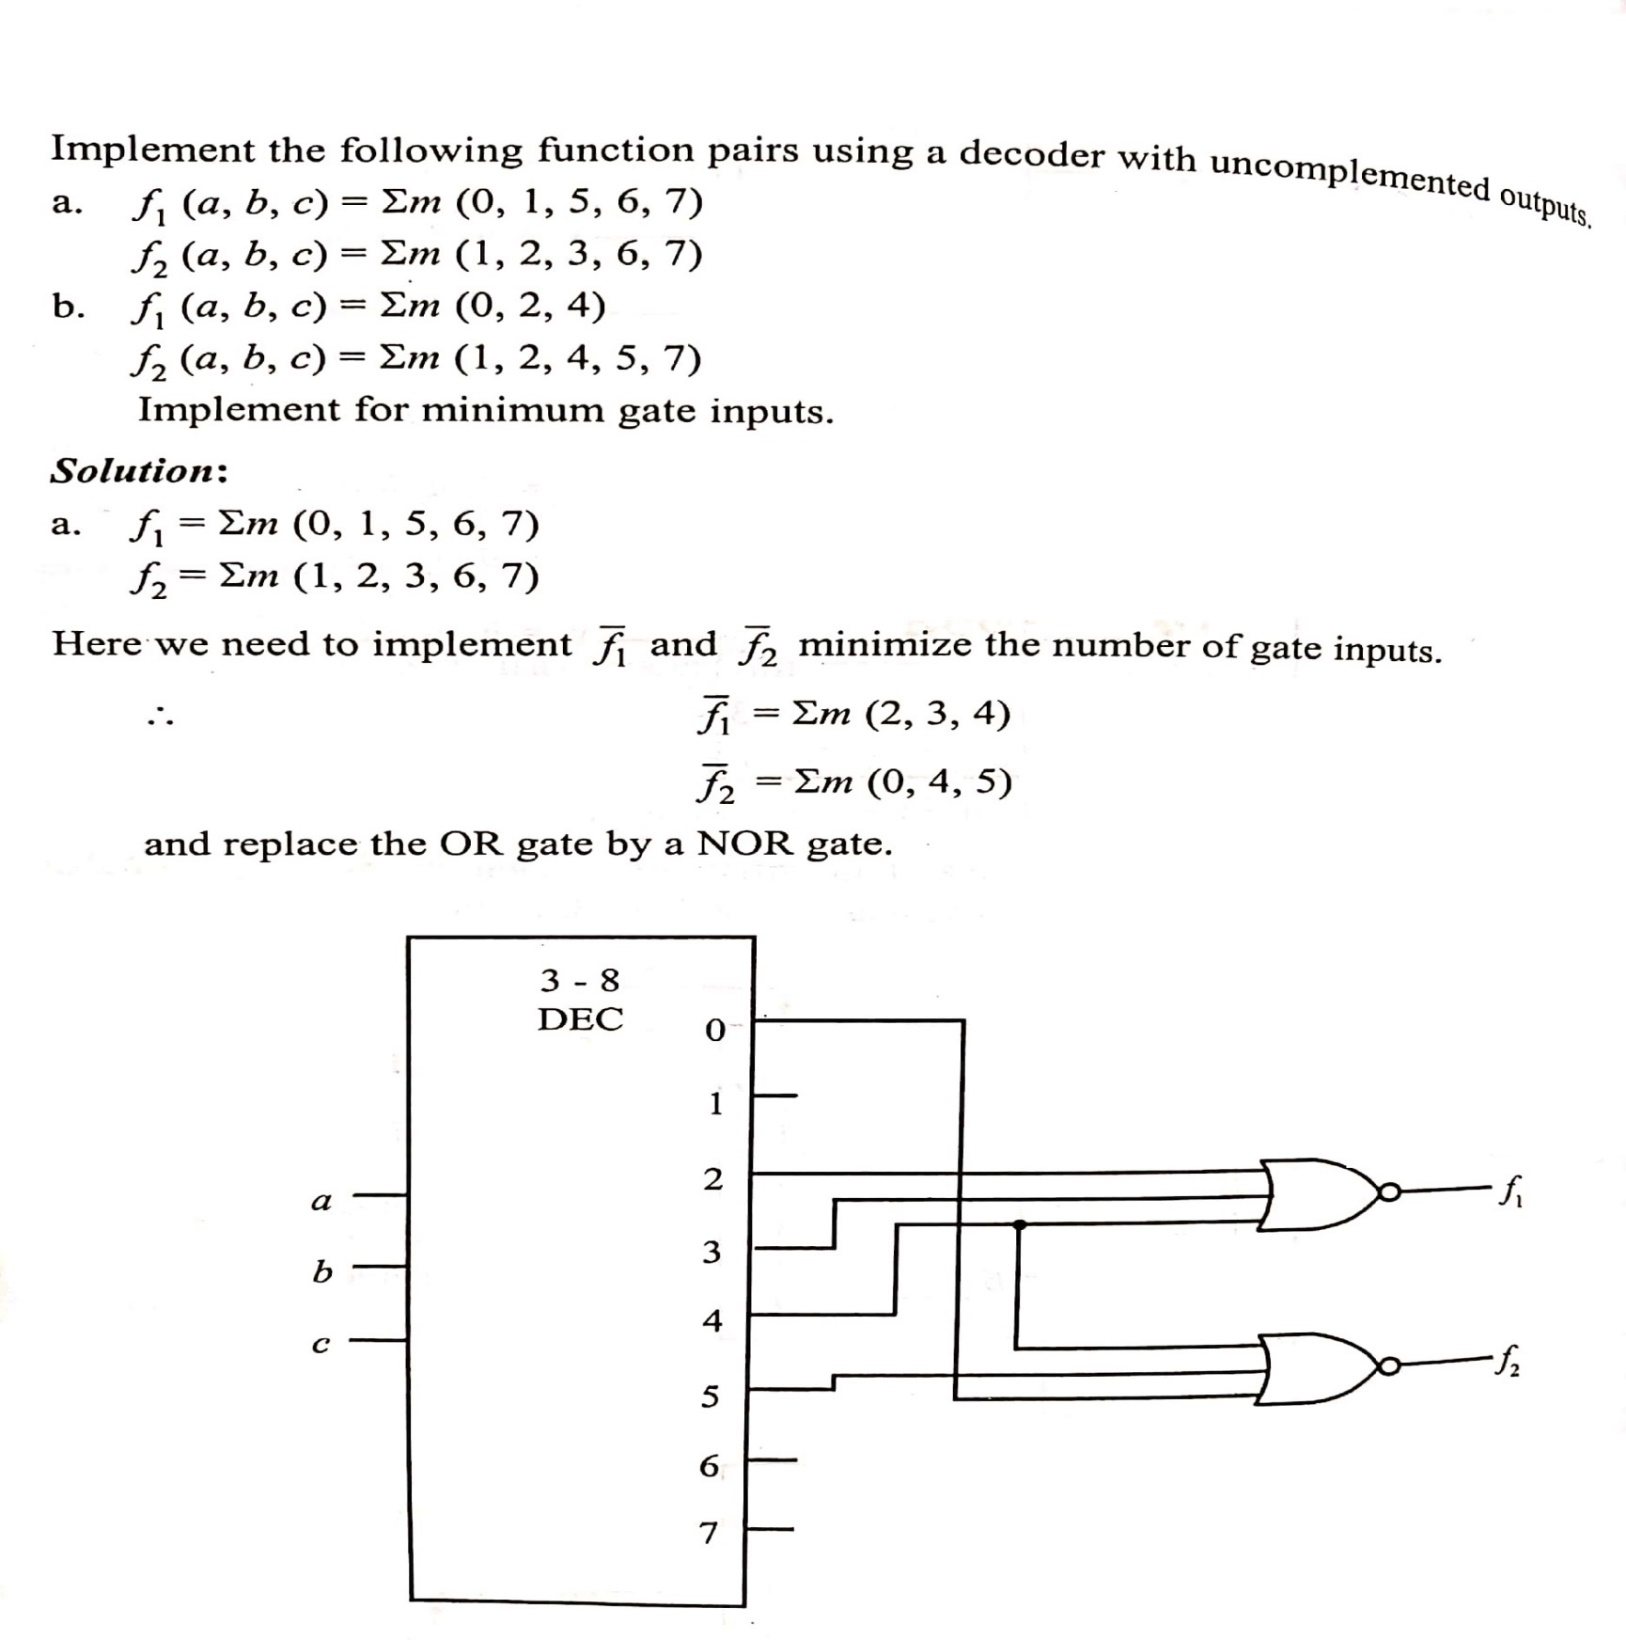 Implement the following function pairs using a decoder with uncomplemented outputs.
a. f₁ (a, b, c) = Σm (0, 1, 5, 6, 7)
f₂ (a, b, c) = Σm (1, 2, 3, 6, 7)
b. f₁ (a, b, c) = Σm (0, 2, 4)
f₂ (a, b, c) = Σm (1, 2, 4, 5, 7)
Implement for minimum gate inputs.
Solution:
a. f₁ = Σm (0, 1, 5, 6, 7)
f₂ = Σm (1, 2, 3, 6, 7)
Here we need to implement f̅₁ and f̅₂ minimize the number of gate inputs.
∴ f̅₁ = Σm (2, 3, 4)
f̅₂ = Σm (0, 4, 5)
and replace the OR gate by a NOR gate.
3 - 8
DEC
0
1
2
3
4
5
6
7
a
b
c
f₁
f₂